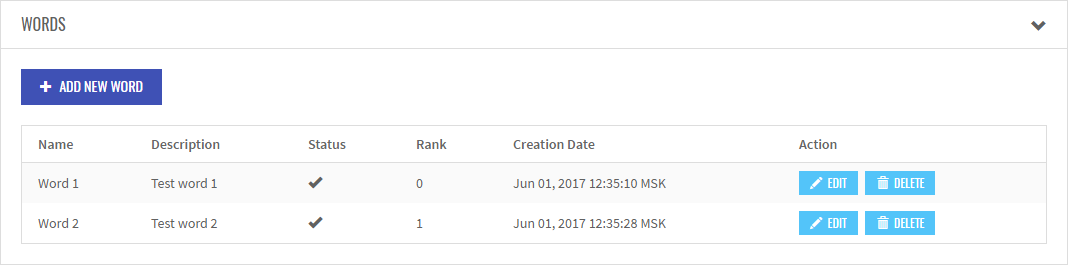 WORDS
ADD NEW WORD
Name Description Status Rank Creation Date Action
Word 1 Test word 1 0 Jun 01, 2017 12:35:10 MSK EDIT DELETE
Word 2 Test word 2 1 Jun 01, 2017 12:35:28 MSK EDIT DELETE